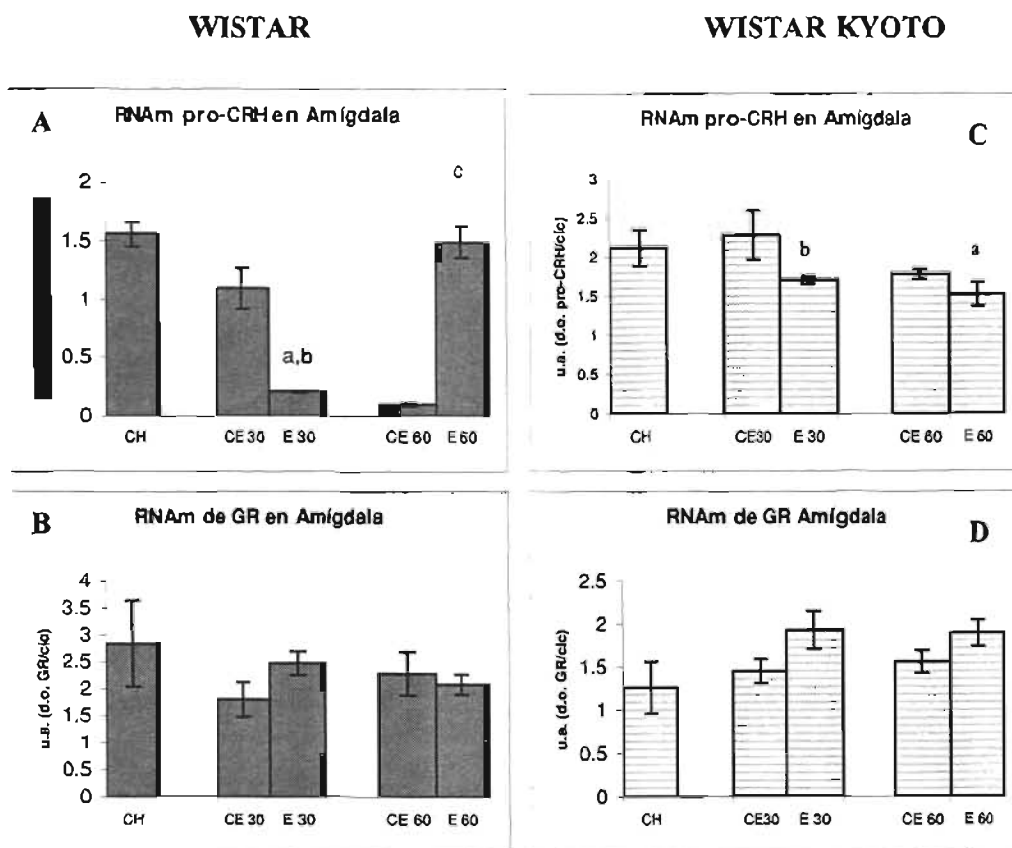 WISTAR
WISTAR KYOTO
A
RNAm pro-CRH en Amígdala
2
1.5
1
0.5
0
a,b
c
CH
CE 30
E 30
CE 60
E 60
C
RNAm pro-CRH en Amígdala
u.a. (d.o. pro-CRH/clc)
3
2.5
2
1.5
1
0.5
0
b
a
CH
CE30
E 30
CE 60
E 60
B
RNAm de GR en Amígdala
u.a. (d.o. GR/clc)
4
3.5
3
2.5
2
1.5
1
0.5
0
CH
CE 30
E 30
CE 60
E 60
D
RNAm de GR Amígdala
u.a. (d.o. GR/clc)
2.5
2
1.5
1
0.5
0
CH
CE30
E 30
CE 60
E 60